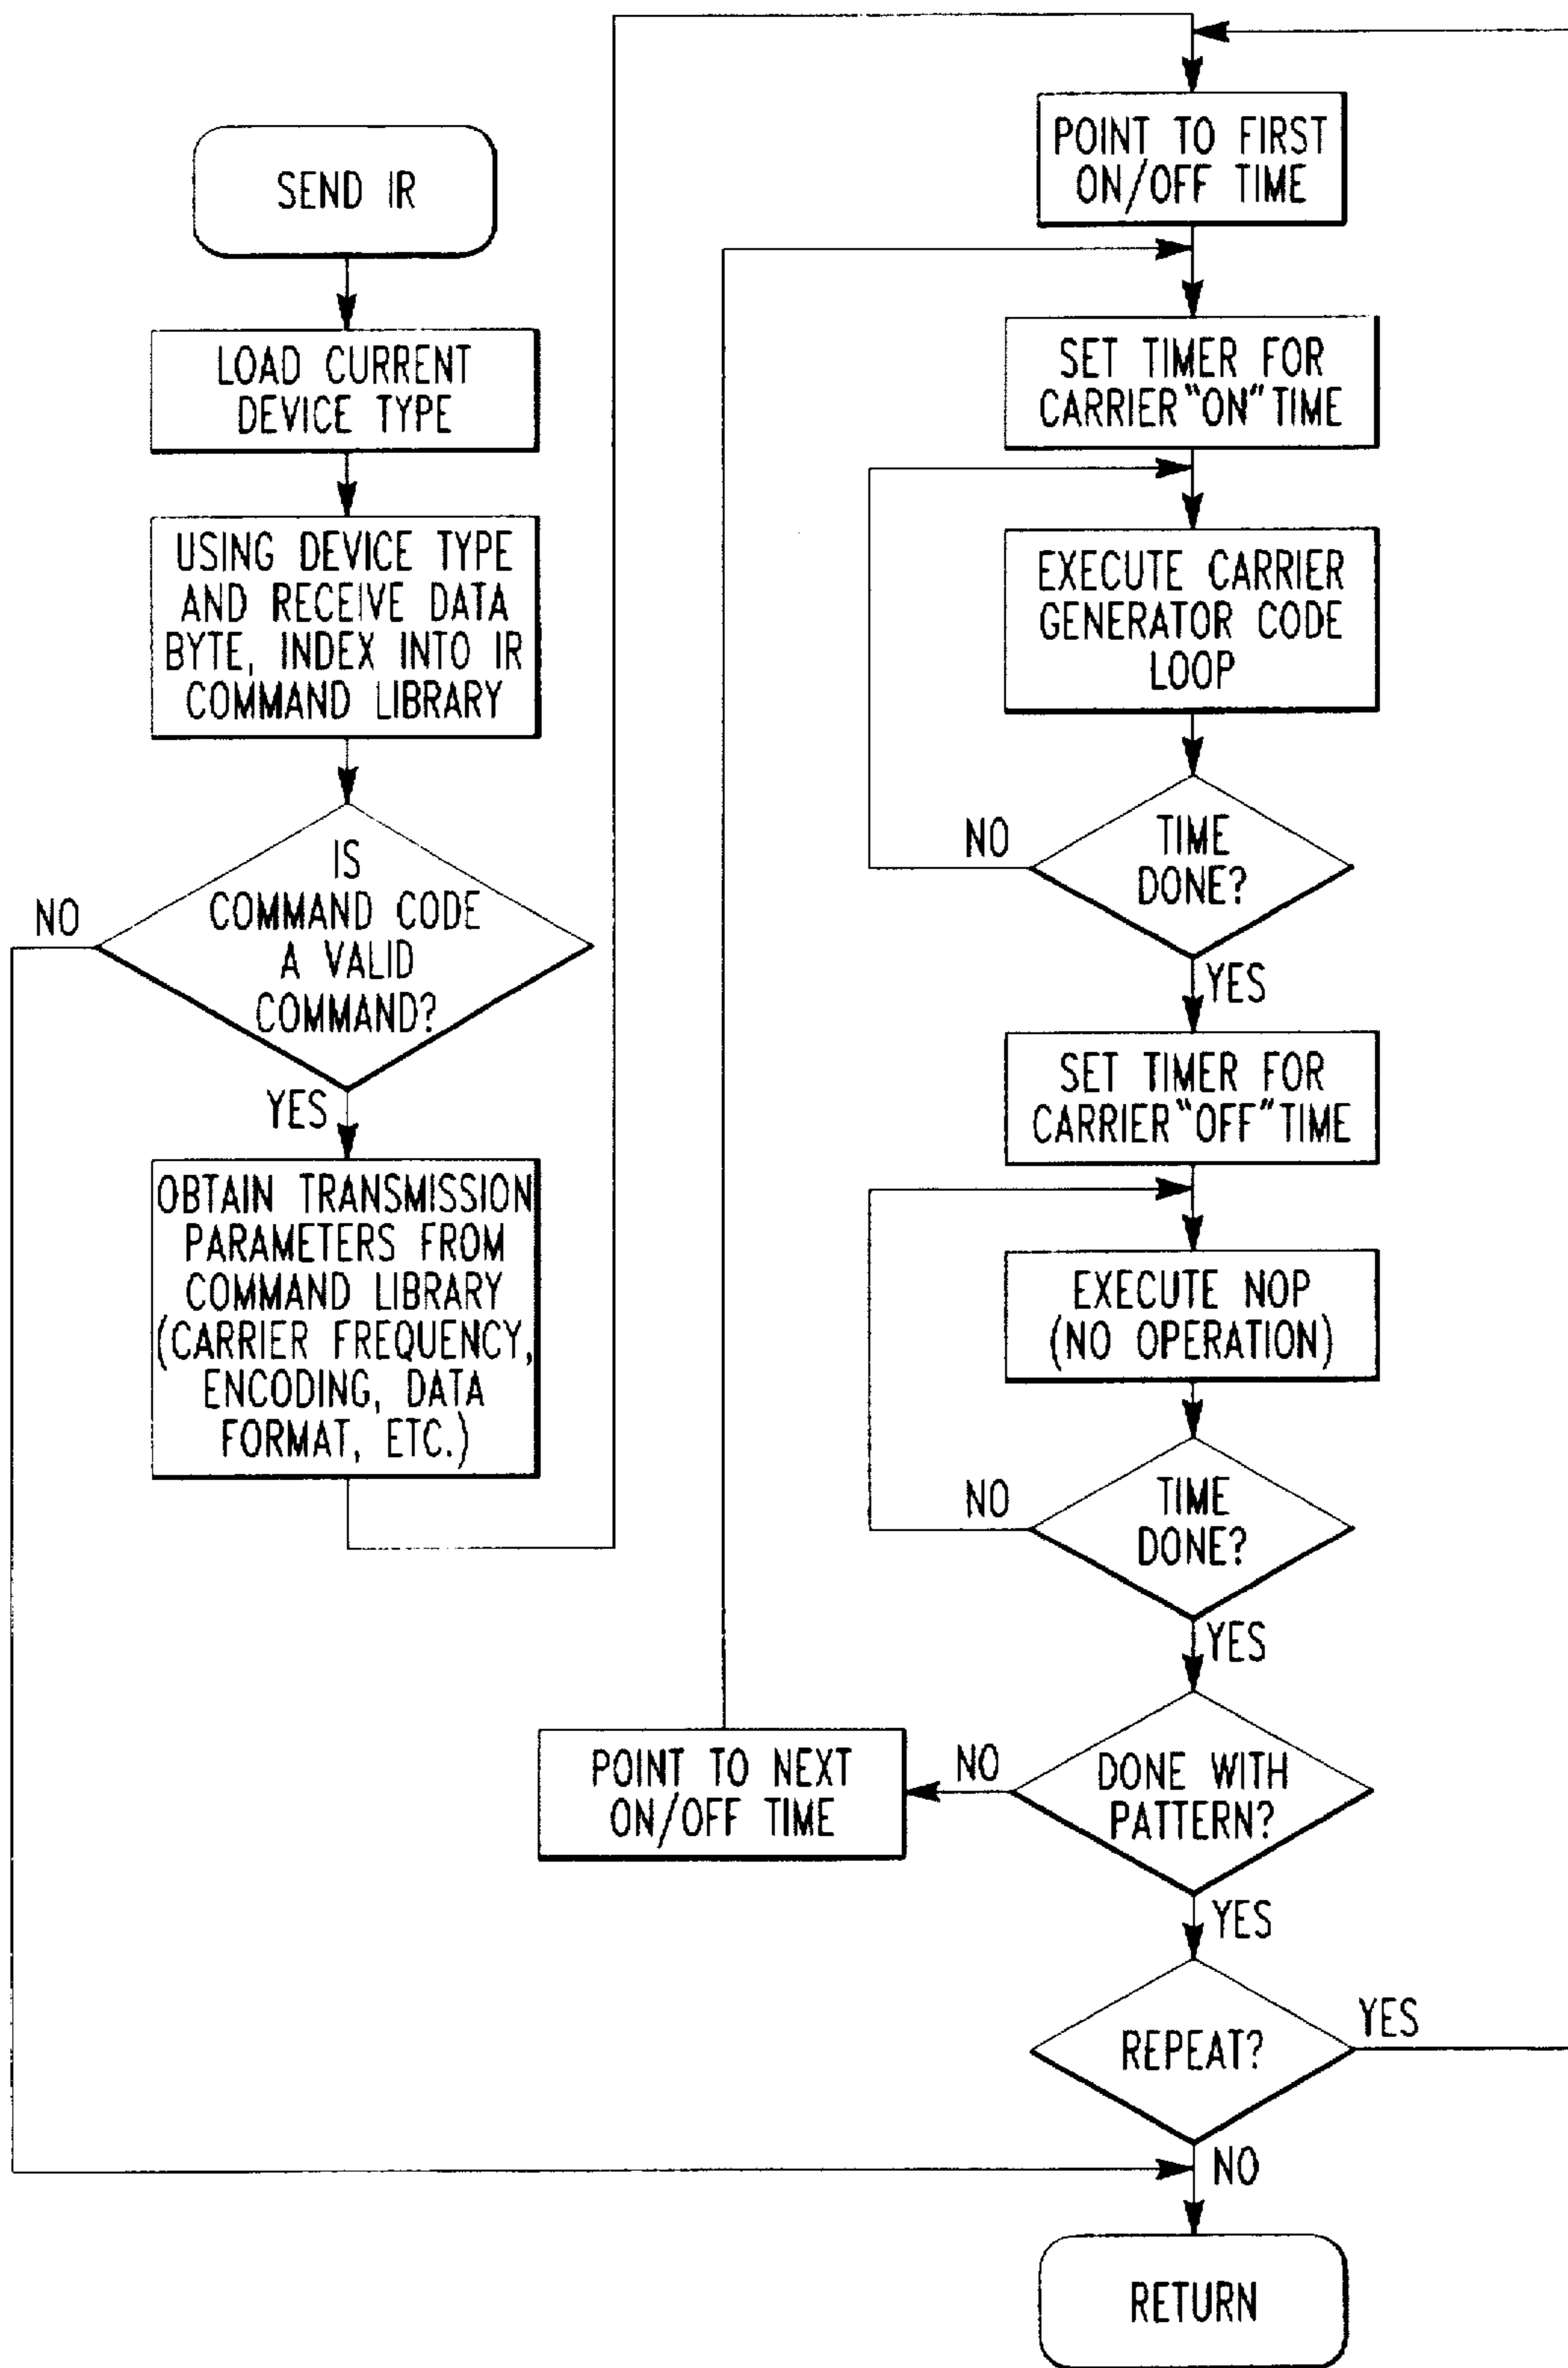 SEND IR
LOAD CURRENT
DEVICE TYPE
USING DEVICE TYPE
AND RECEIVE DATA
BYTE, INDEX INTO IR
COMMAND LIBRARY
IS
COMMAND CODE
A VALID
COMMAND?
NO
YES
OBTAIN TRANSMISSION
PARAMETERS FROM
COMMAND LIBRARY
(CARRIER FREQUENCY,
ENCODING, DATA
FORMAT, ETC.)
POINT TO FIRST
ON/OFF TIME
SET TIMER FOR
CARRIER "ON" TIME
EXECUTE CARRIER
GENERATOR CODE
LOOP
TIME
DONE?
NO
YES
SET TIMER FOR
CARRIER "OFF" TIME
EXECUTE NOP
(NO OPERATION)
TIME
DONE?
NO
YES
DONE WITH
PATTERN?
NO
POINT TO NEXT
ON/OFF TIME
YES
REPEAT?
YES
NO
RETURN